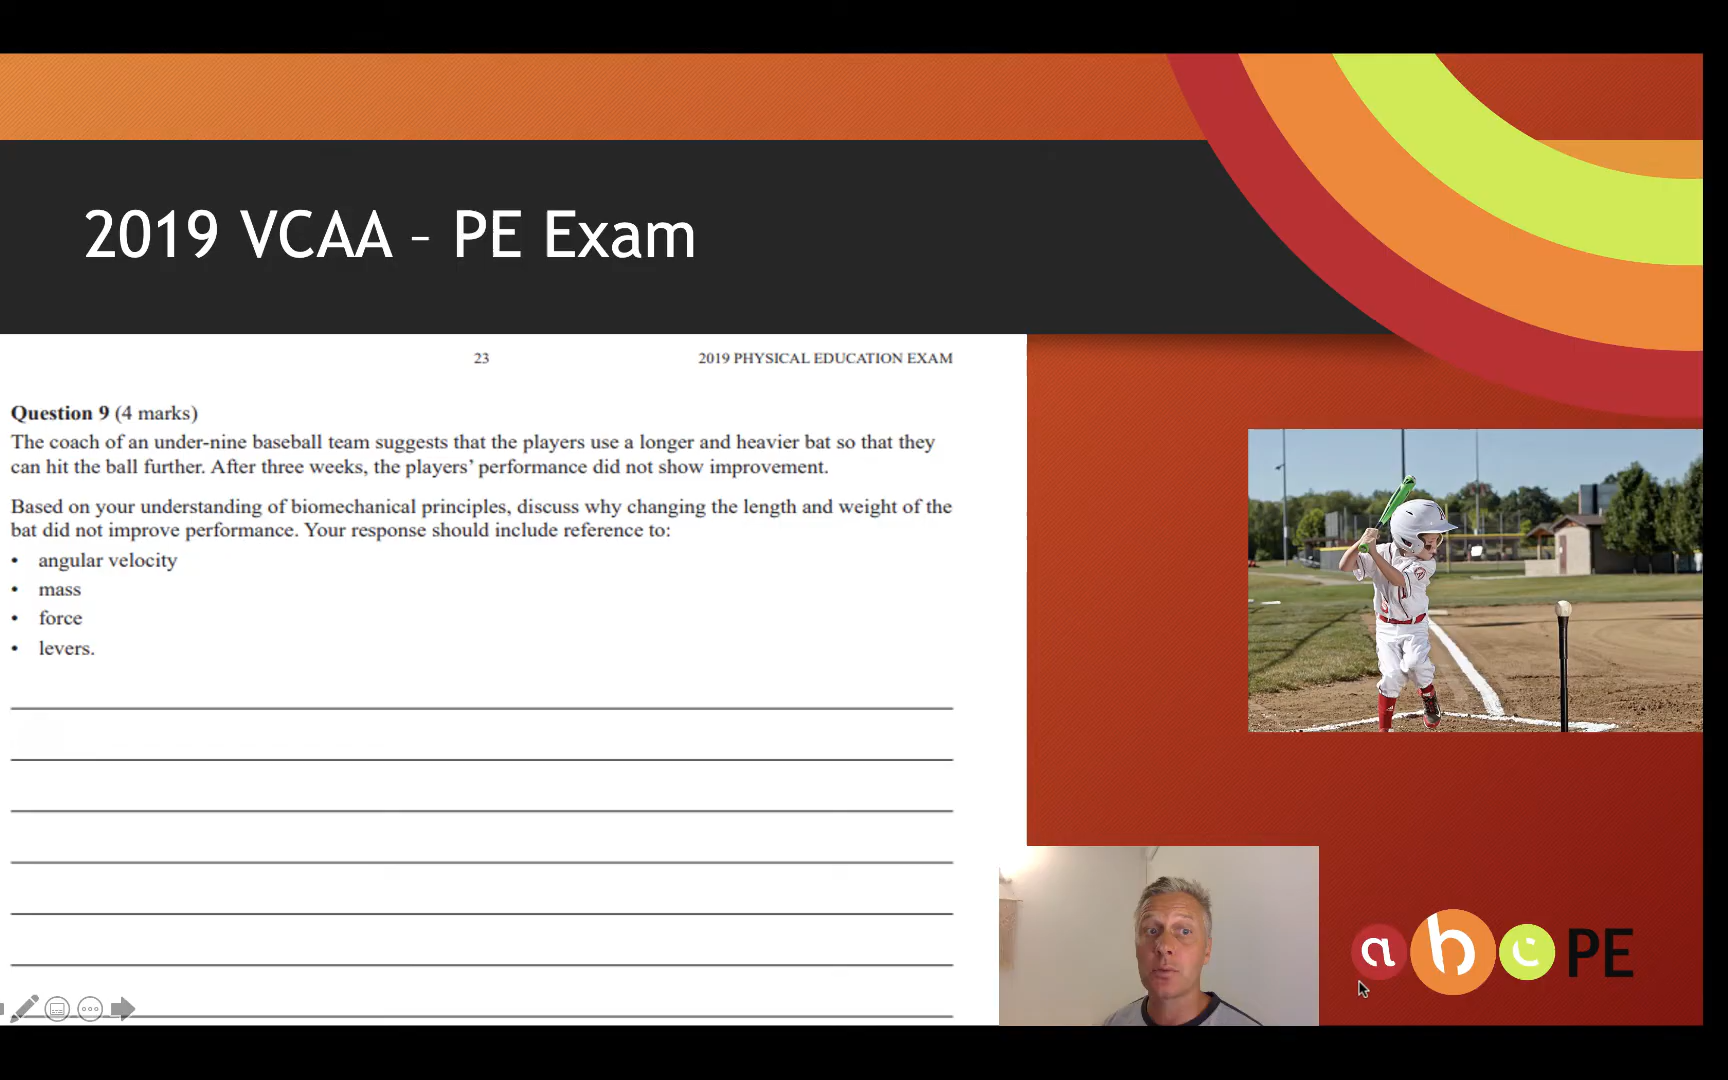 2019 VCAA – PE Exam
23
2019 PHYSICAL EDUCATION EXAM
Question 9 (4 marks)
The coach of an under-nine baseball team suggests that the players use a longer and heavier bat so that they
can hit the ball further. After three weeks, the players' performance did not show improvement.
Based on your understanding of biomechanical principles, discuss why changing the length and weight of the
bat did not improve performance. Your response should include reference to:
• angular velocity
• mass
• force
• levers.
a b c PE